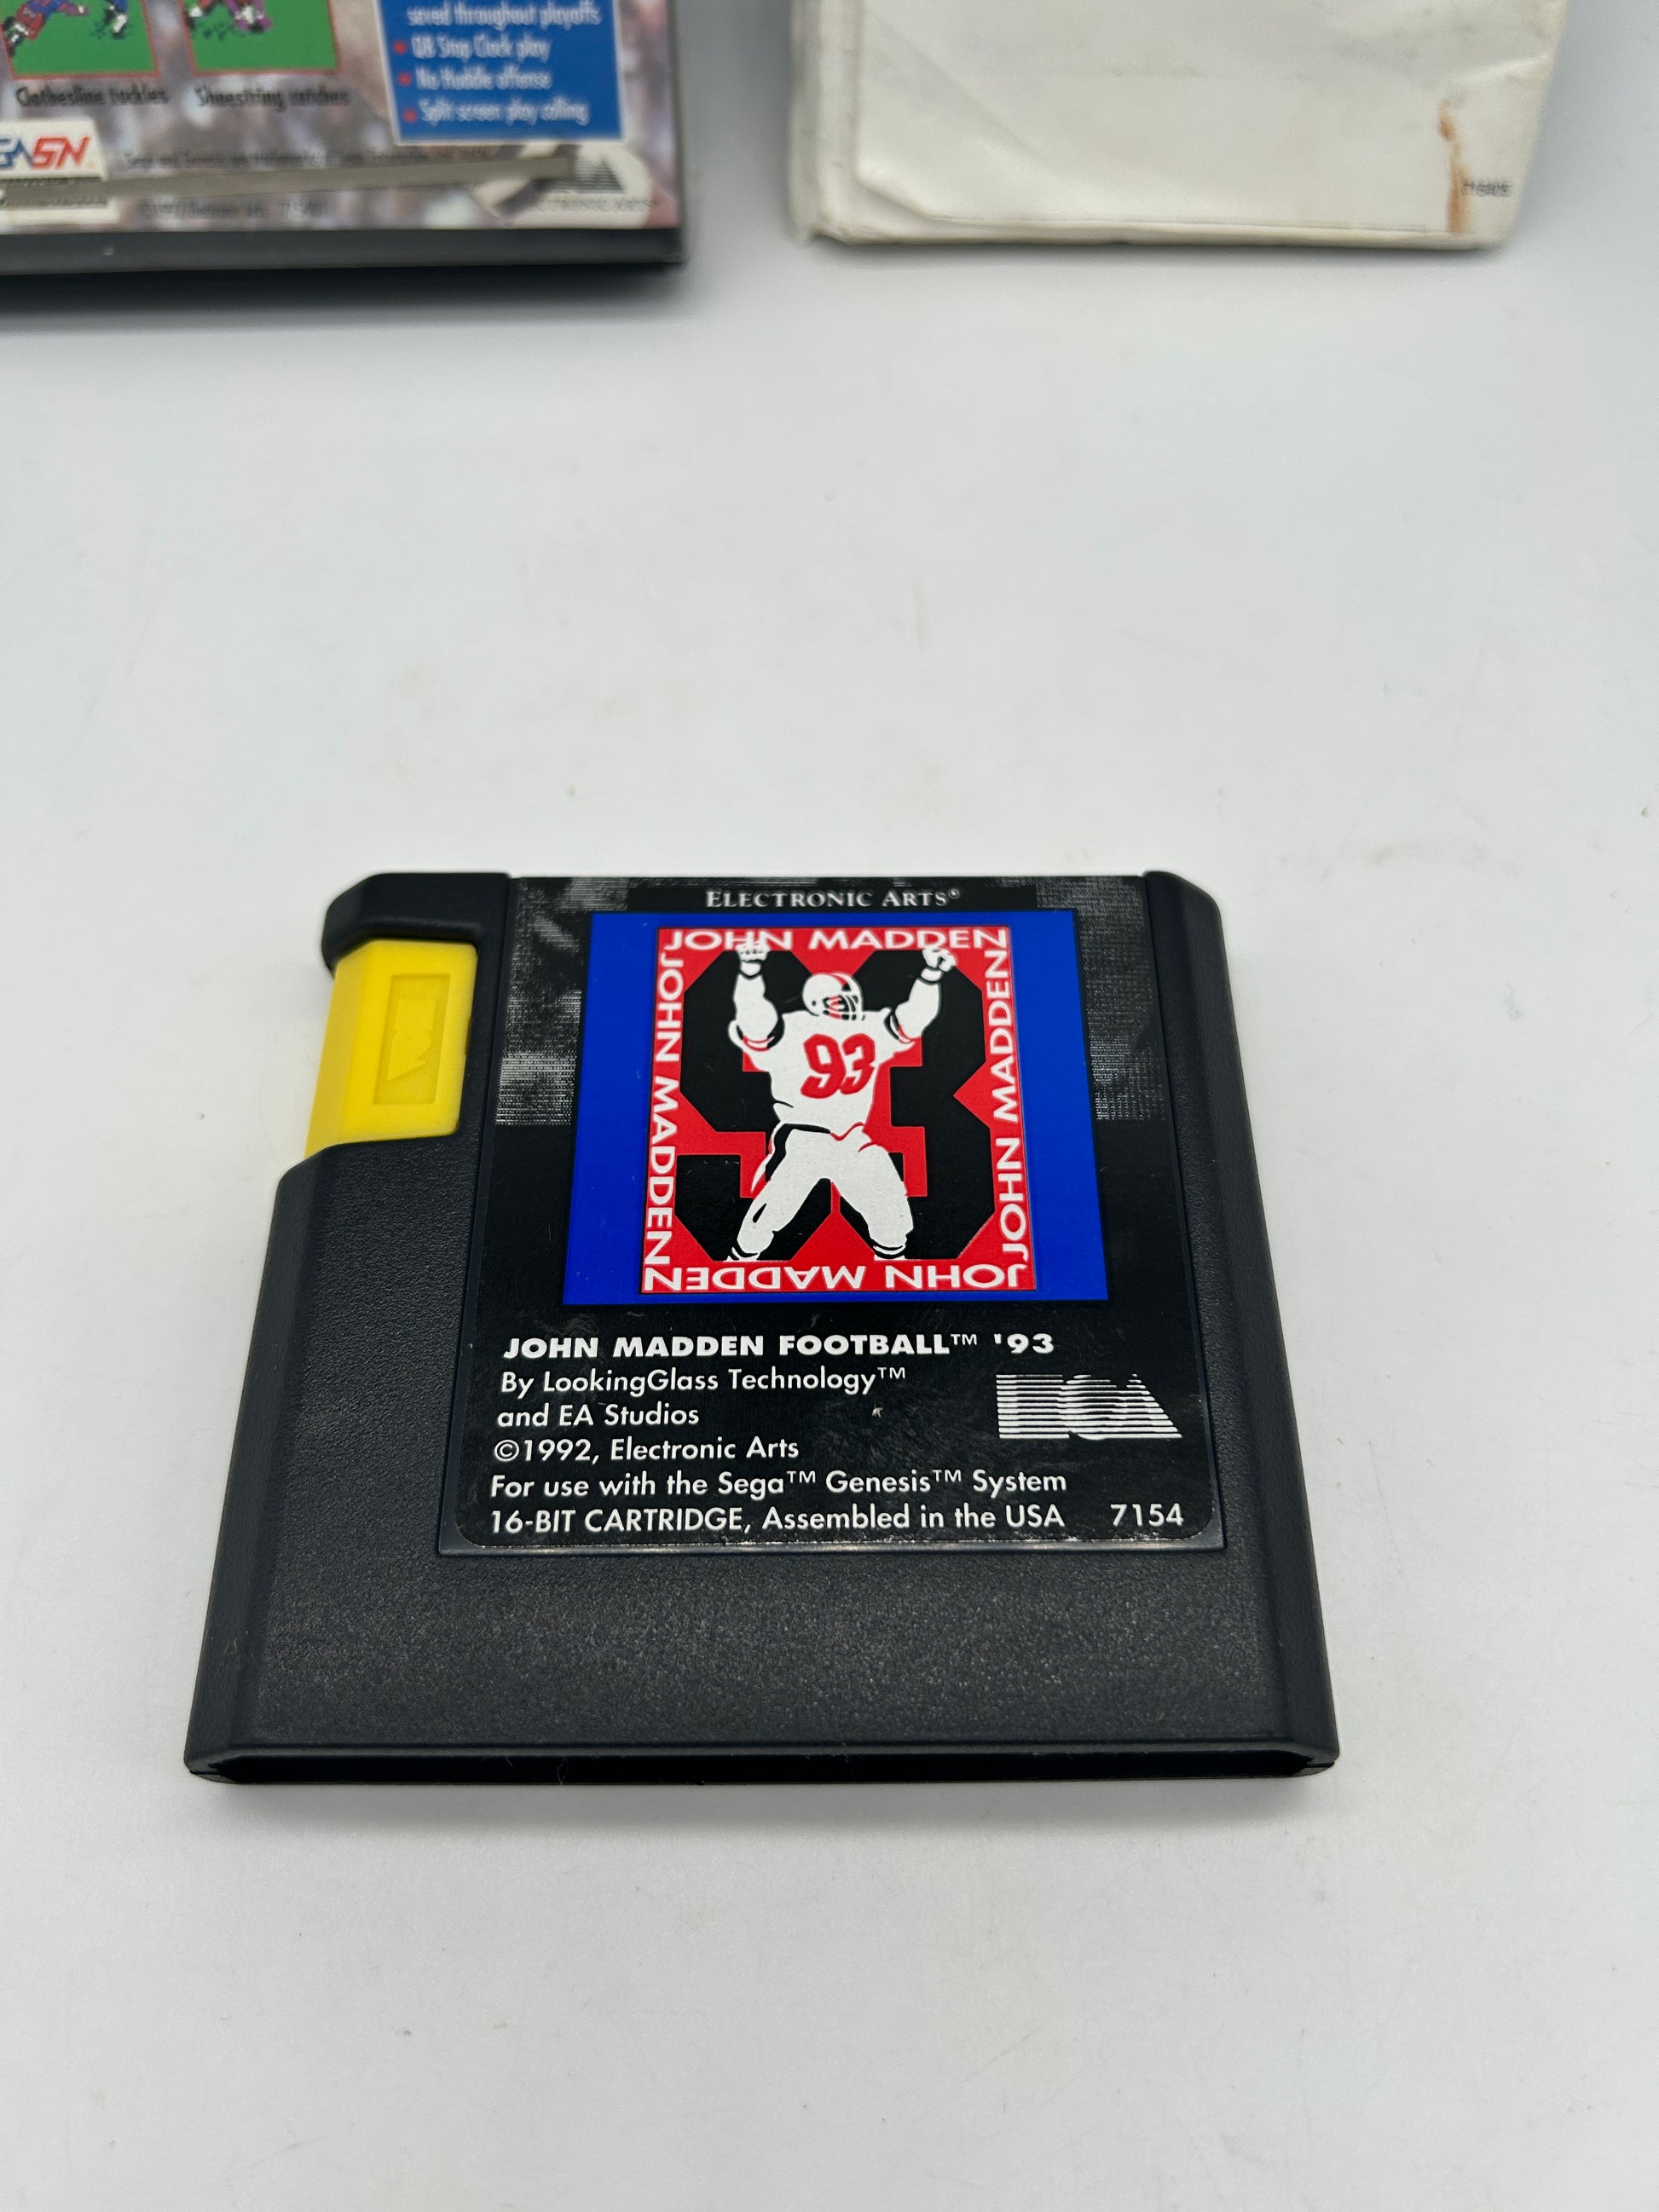 saved throughout playoffs
QB Stop Clock play
No Huddle offense
Split screen play calling
Clothesline tackles
Shoestring catches
EASN
ELECTRONIC ARTS®
JOHN MADDEN
JOHN MADDEN
JOHN MADDEN
JOHN MADDEN
93
93
JOHN MADDEN FOOTBALL™ '93
By LookingGlass Technology™
and EA Studios
©1992, Electronic Arts
For use with the Sega™ Genesis™ System
16-BIT CARTRIDGE, Assembled in the USA 7154
EA